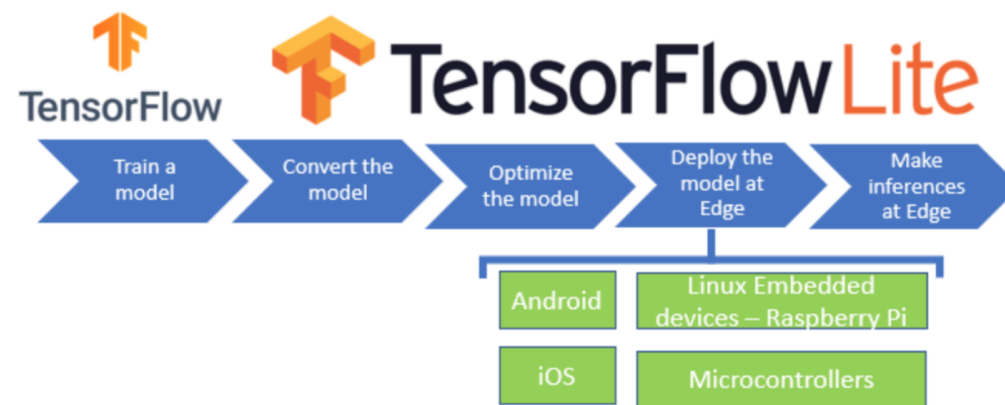 TensorFlow
TensorFlow Lite
Train a
model
Convert the
model
Optimize
the model
Deploy the
model at
Edge
Make
inferences
at Edge
Android
Linux Embedded
devices – Raspberry Pi
iOS
Microcontrollers